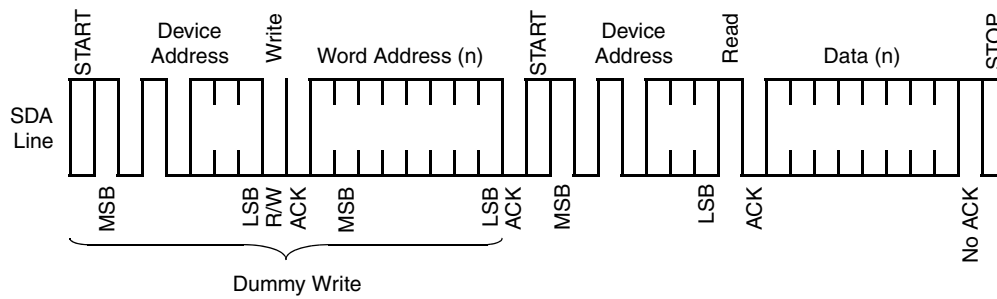 START
Device
Address
Write
Word Address (n)
START
Device
Address
Read
Data (n)
STOP
SDA
Line
MSB
LSB
R/W
ACK
MSB
LSB
ACK
MSB
LSB
ACK
No ACK
Dummy Write